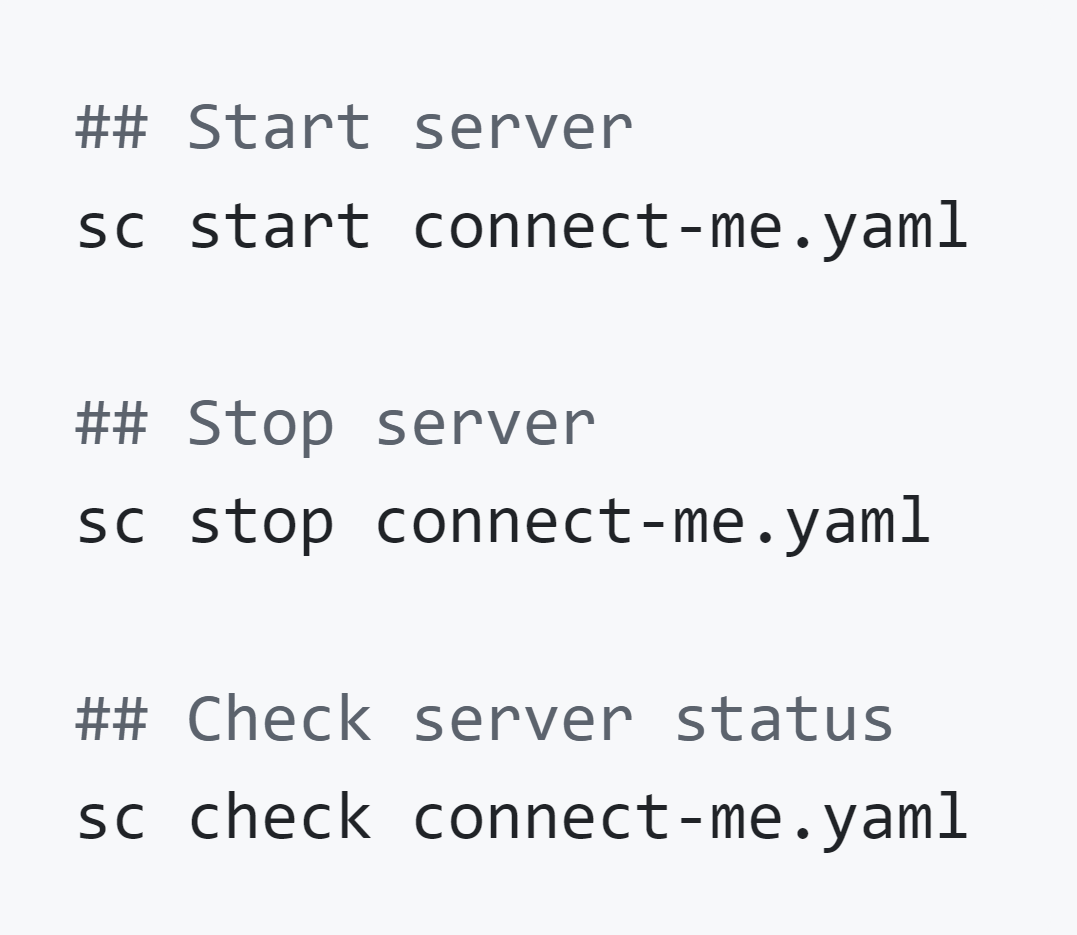 ## Start server
sc start connect-me.yaml
## Stop server
sc stop connect-me.yaml
## Check server status
sc check connect-me.yaml